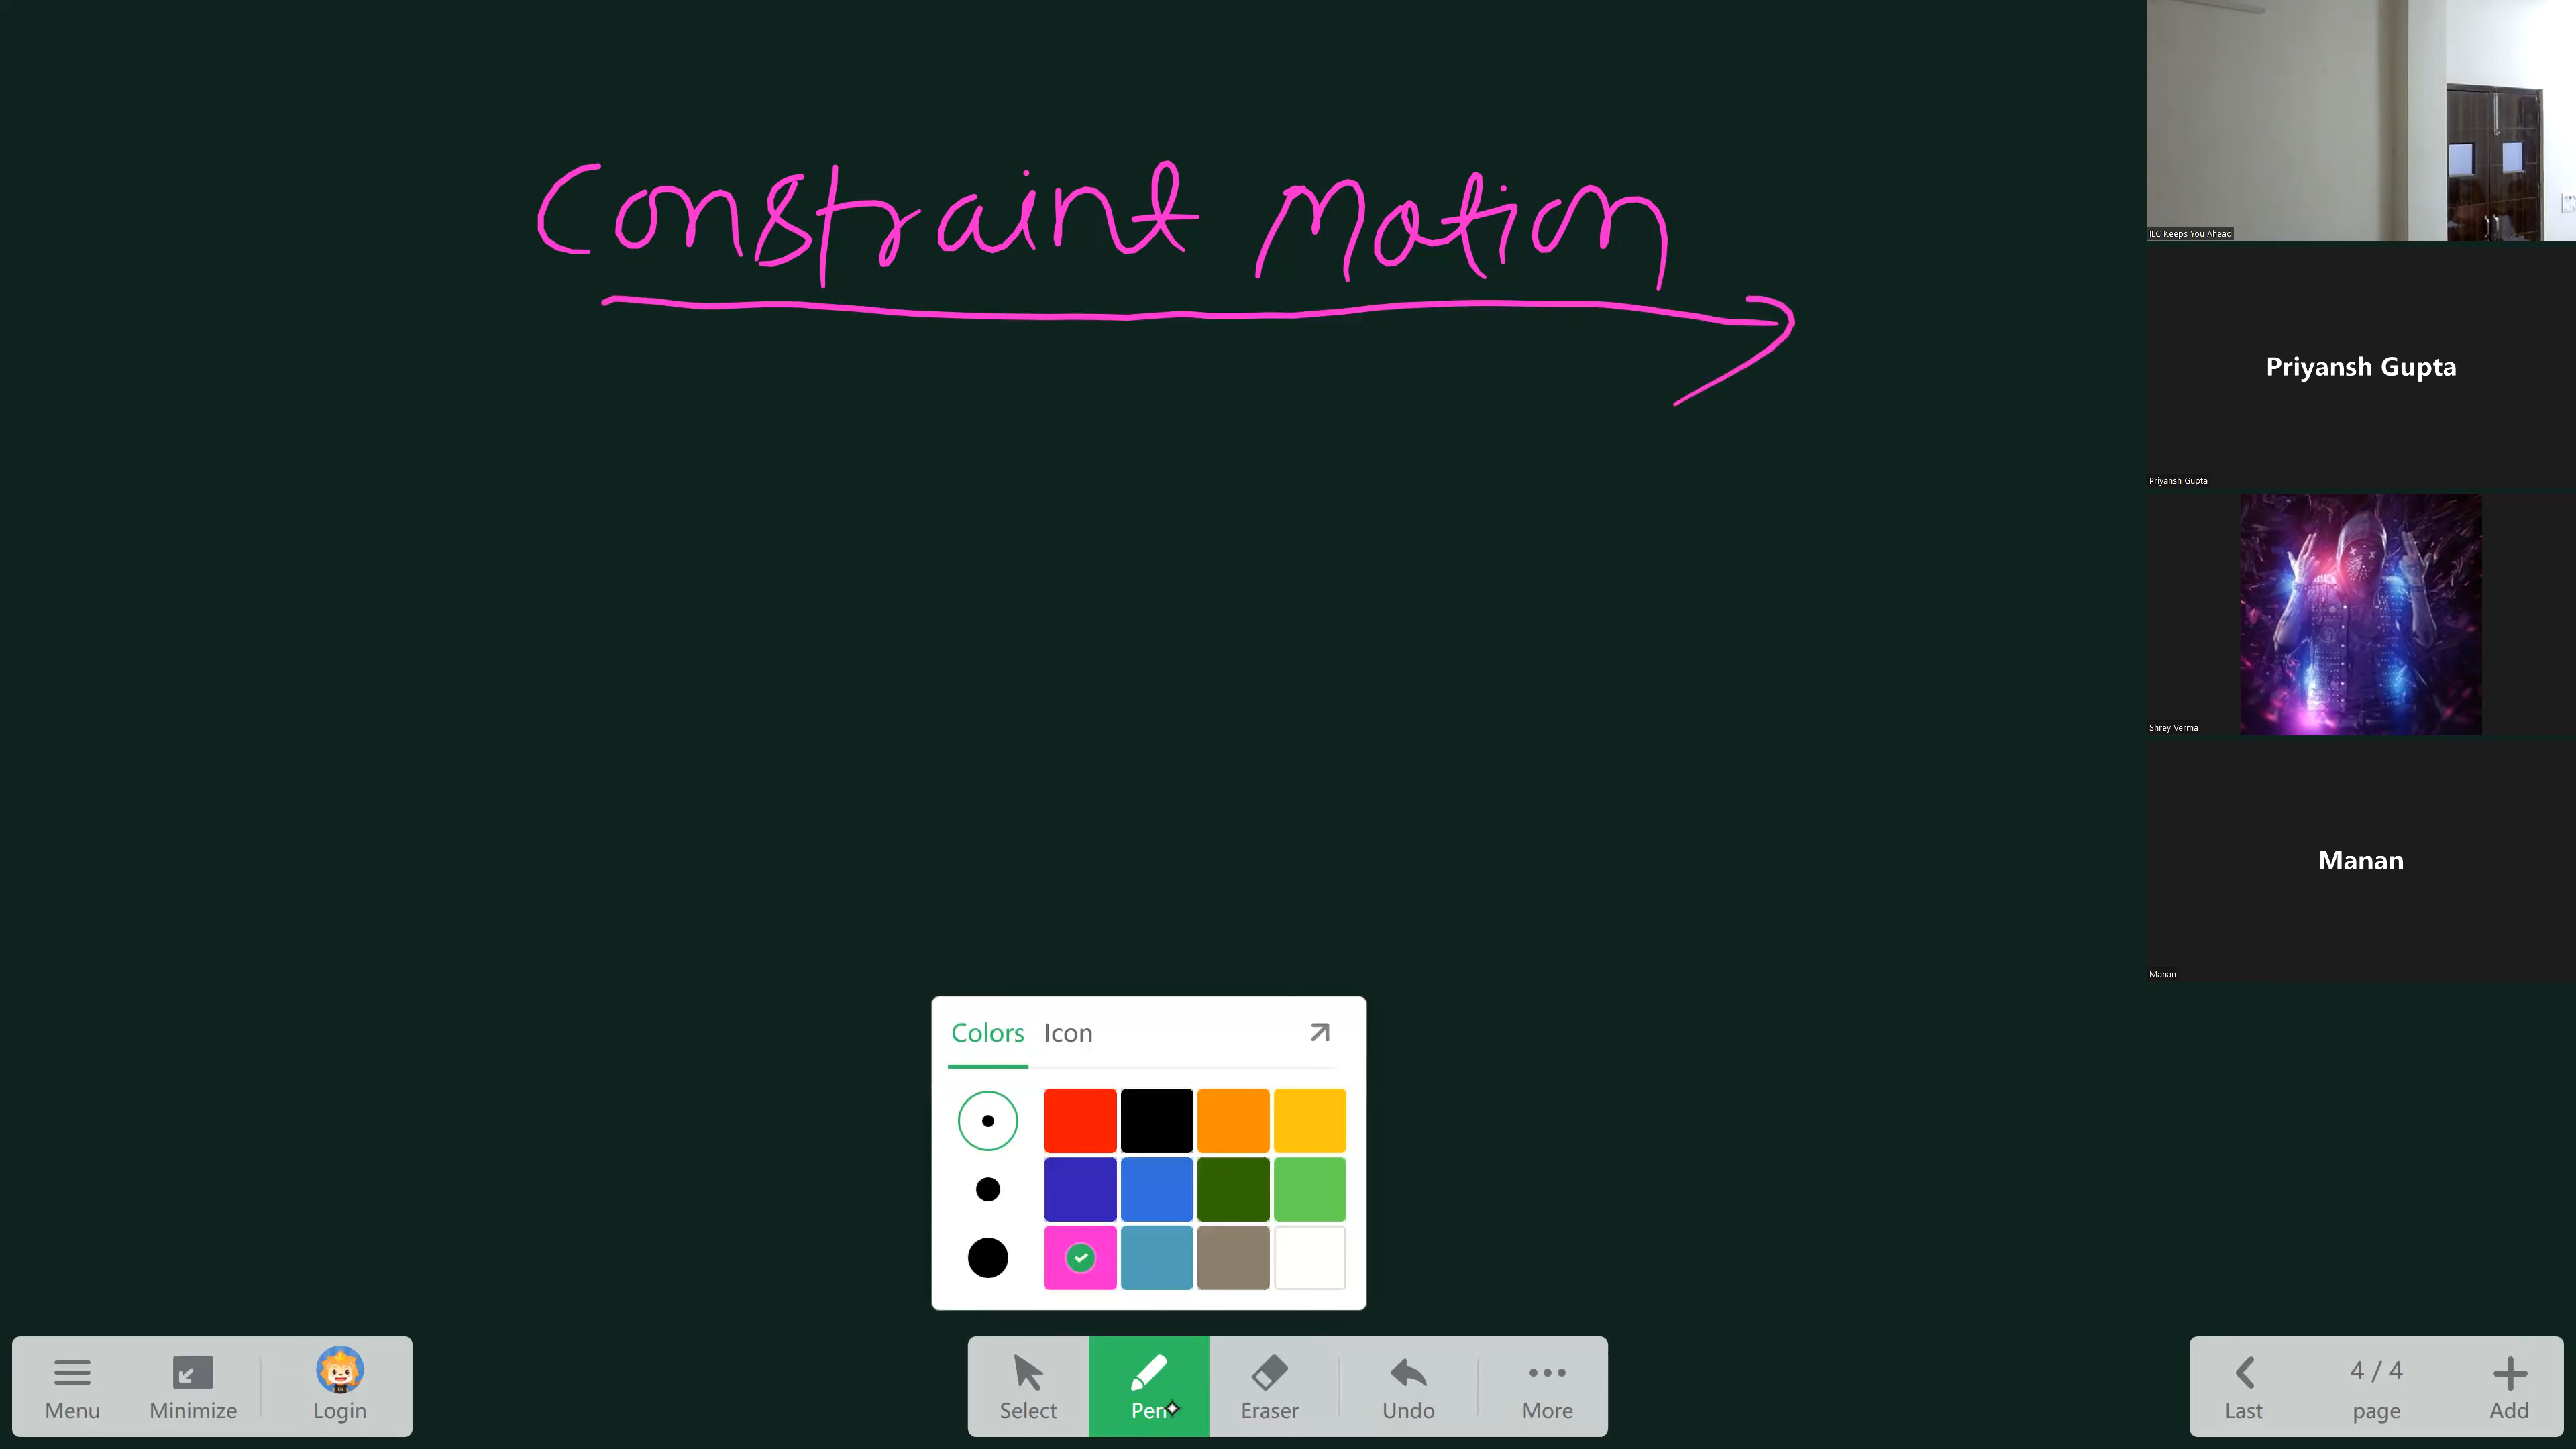 Constraint Motion
ILC Keeps You Ahead
Priyansh Gupta
Priyansh Gupta
Shrey Verma
Manan
Manan
Colors Icon
Menu Minimize Login
Select Pen Eraser Undo More
4 / 4
Last page Add